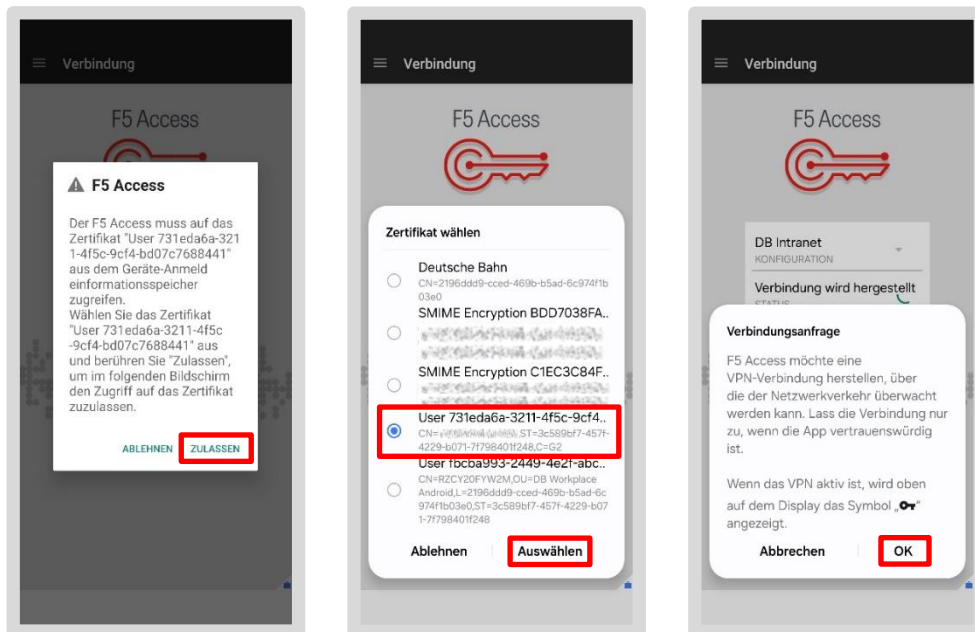 Verbindung
F5 Access
F5 Access
Der F5 Access muss auf das
Zertifikat "User 731eda6a-321
1-4f5c-9cf4-bd07c7688441"
aus dem Geräte-Anmeld
einformationsspeicher
zugreifen.
Wählen Sie das Zertifikat
"User 731eda6a-3211-4f5c
-9cf4-bd07c7688441" aus
und berühren Sie "Zulassen",
um im folgenden Bildschirm
den Zugriff auf das Zertifikat
zuzulassen.
ABLEHNEN ZULASSEN
Verbindung
F5 Access
Zertifikat wählen
Deutsche Bahn
CN=2196ddd9-cced-469b-b5ad-6c974f1b
03e0
SMIME Encryption BDD7038FA..
SMIME Encryption C1EC3C84F..
User 731eda6a-3211-4f5c-9cf4..
CN= ,ST=3c589bf7-457f-
4229-b071-7f798401f248,C=G2
User fbcba993-2449-4e2f-abc..
CN=RZCY20FYW2M,OU=DB Workplace
Android,L=2196ddd9-cced-469b-b5ad-6c
974f1b03e0,ST=3c589bf7-457f-4229-b07
1-7f798401f248
Ablehnen Auswählen
Verbindung
F5 Access
DB Intranet
KONFIGURATION
Verbindung wird hergestellt
STATUS
Verbindungsanfrage
F5 Access möchte eine
VPN-Verbindung herstellen, über
die der Netzwerkverkehr überwacht
werden kann. Lass die Verbindung nur
zu, wenn die App vertrauenswürdig
ist.
Wenn das VPN aktiv ist, wird oben
auf dem Display das Symbol „ “
angezeigt.
Abbrechen OK